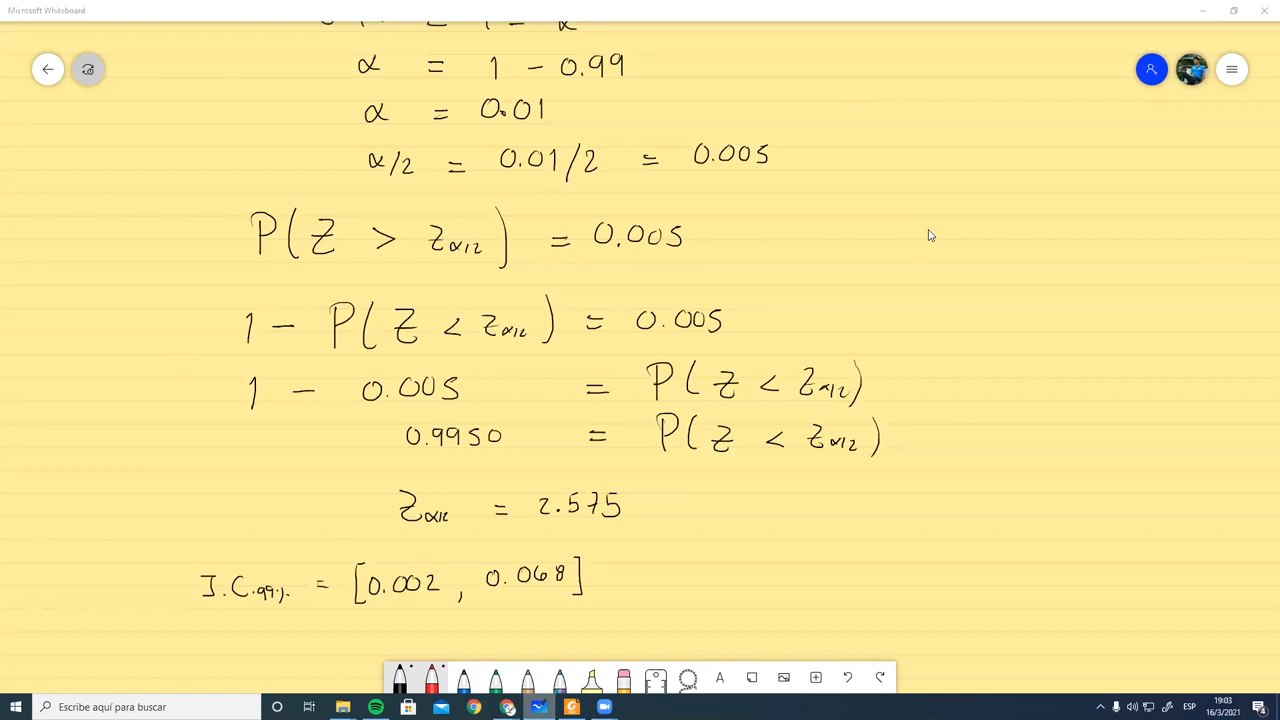 Microsoft Whiteboard
α = 1 - 0.99
α = 0.01
α/2 = 0.01/2 = 0.005
P(Z > zα/2) = 0.005
1 - P(Z < zα/2) = 0.005
1 - 0.005 = P(Z < zα/2)
0.9950 = P(Z < zα/2)
Zα/2 = 2.575
I.C.99% = [0.002, 0.068]
A
Escribe aquí para buscar
ESP
19:03
16/3/2021